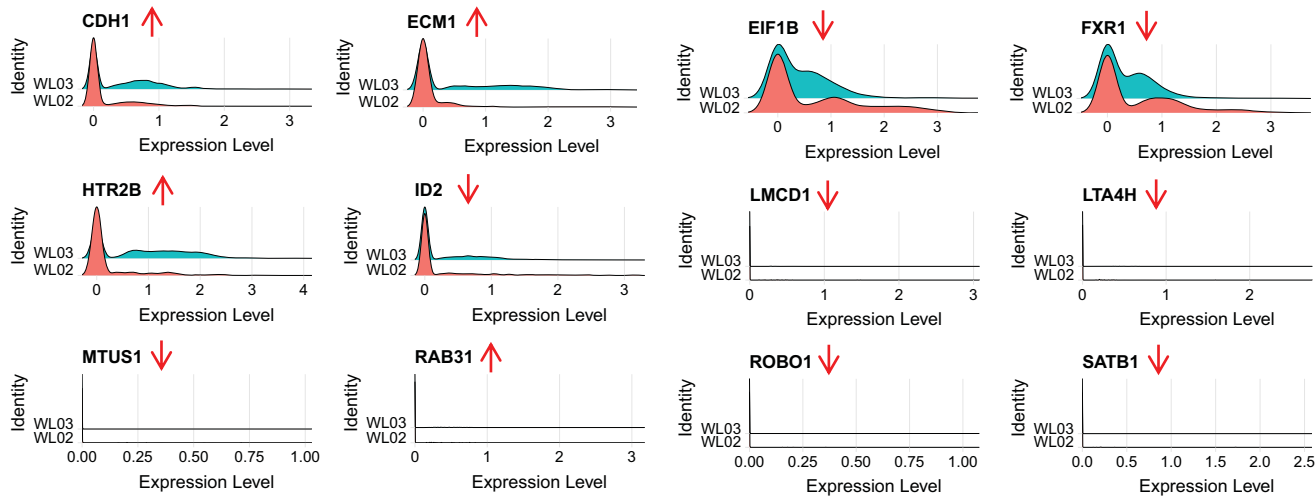 CDH1
Identity
WL03
WL02
0 1 2 3
Expression Level
ECM1
Identity
WL03
WL02
0 1 2 3
Expression Level
EIF1B
Identity
WL03
WL02
0 1 2 3
Expression Level
FXR1
Identity
WL03
WL02
0 1 2 3
Expression Level
HTR2B
Identity
WL03
WL02
0 1 2 3 4
Expression Level
ID2
Identity
WL03
WL02
0 1 2 3
Expression Level
LMCD1
Identity
WL03
WL02
0 1 2 3
Expression Level
LTA4H
Identity
WL03
WL02
0 1 2
Expression Level
MTUS1
Identity
WL03
WL02
0.00 0.25 0.50 0.75 1.00
Expression Level
RAB31
Identity
WL03
WL02
0 1 2 3
Expression Level
ROBO1
Identity
WL03
WL02
0.00 0.25 0.50 0.75 1.00
Expression Level
SATB1
Identity
WL03
WL02
0.0 0.5 1.0 1.5 2.0 2.5
Expression Level